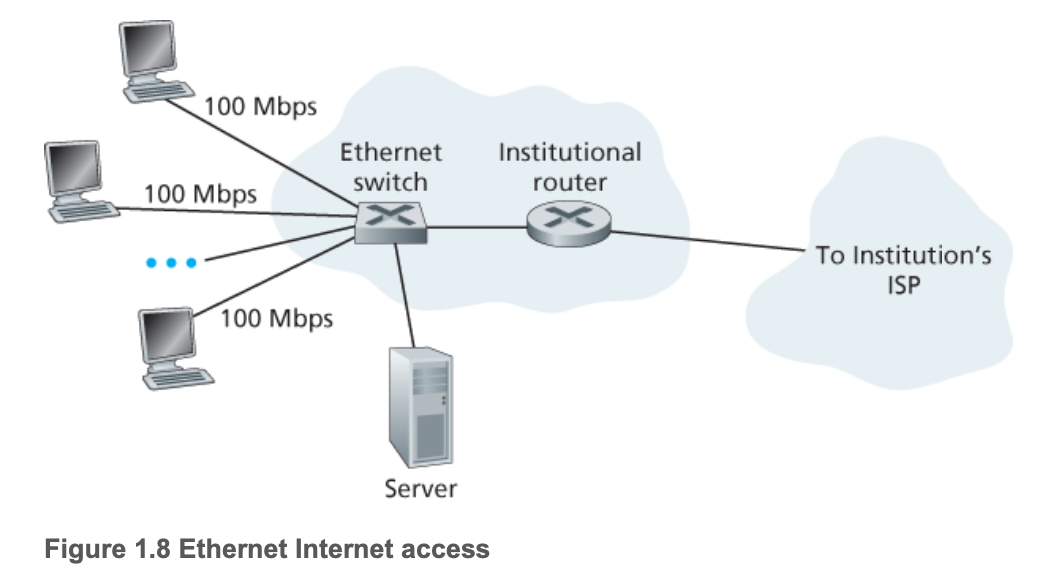 100 Mbps
Ethernet
switch
Institutional
router
100 Mbps
To Institution's
ISP
100 Mbps
Server
Figure 1.8 Ethernet Internet access